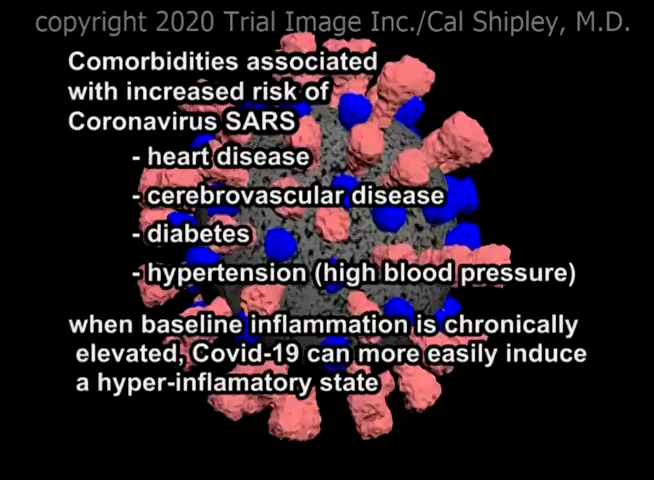 copyright 2020 Trial Image Inc./Cal Shipley, M.D.
Comorbidities associated
with increased risk of
Coronavirus SARS
- heart disease
- cerebrovascular disease
- diabetes
- hypertension (high blood pressure)
when baseline inflammation is chronically
elevated, Covid-19 can more easily induce
a hyper-inflamatory state